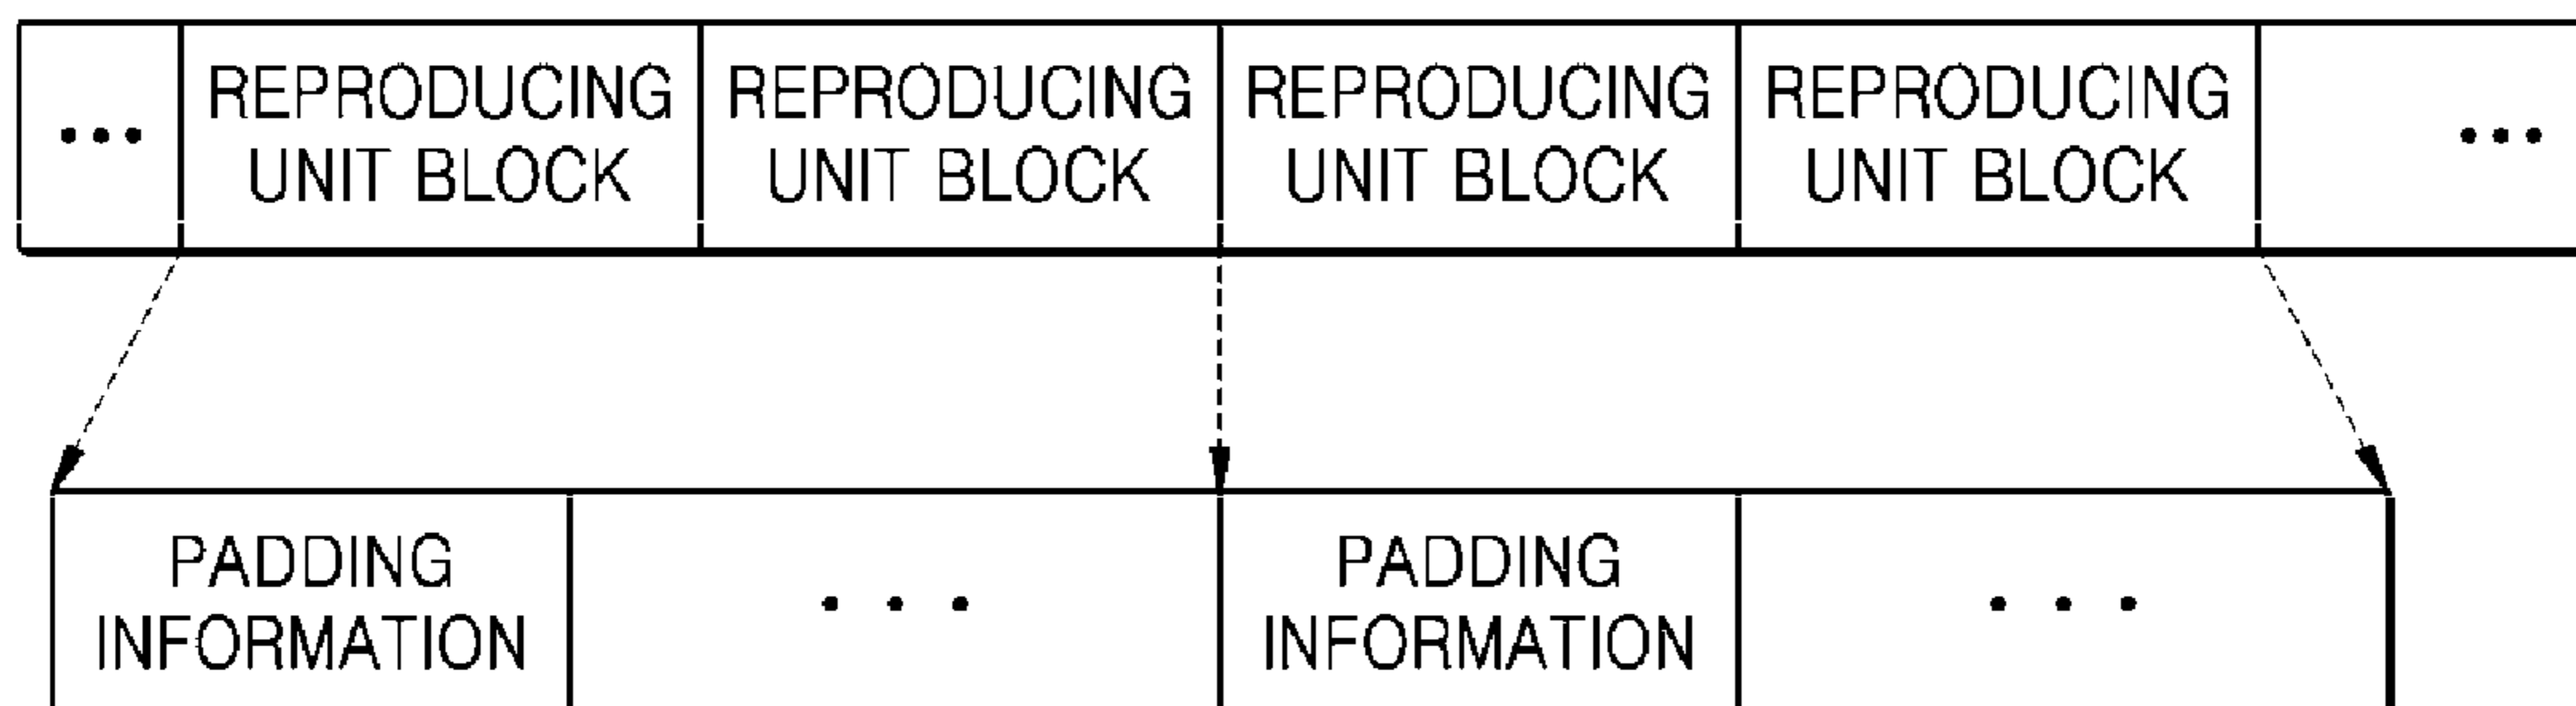 ... REPRODUCING REPRODUCING REPRODUCING REPRODUCING ...
UNIT BLOCK UNIT BLOCK UNIT BLOCK UNIT BLOCK
PADDING PADDING
INFORMATION . . . INFORMATION . . .